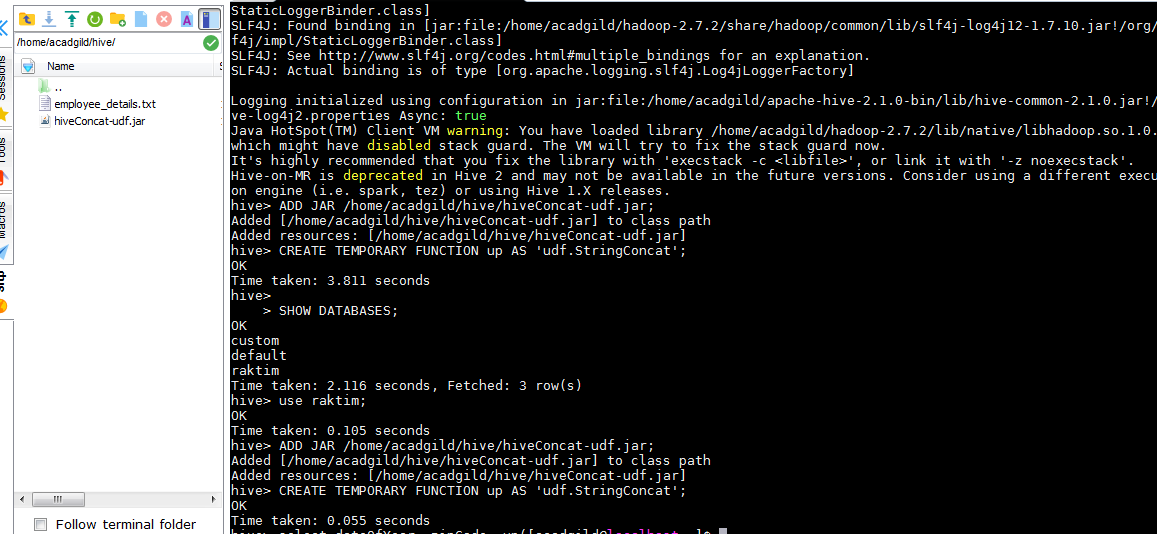 /home/acadgild/hive/
Name
..
employee_details.txt
hiveConcat-udf.jar
Follow terminal folder
Sessions
Tools
Macros
Sftp
StaticLoggerBinder.class]
SLF4J: Found binding in [jar:file:/home/acadgild/hadoop-2.7.2/share/hadoop/common/lib/slf4j-log4j12-1.7.10.jar!/org/
f4j/impl/StaticLoggerBinder.class]
SLF4J: See http://www.slf4j.org/codes.html#multiple_bindings for an explanation.
SLF4J: Actual binding is of type [org.apache.logging.slf4j.Log4jLoggerFactory]
Logging initialized using configuration in jar:file:/home/acadgild/apache-hive-2.1.0-bin/lib/hive-common-2.1.0.jar!/
ve-log4j2.properties Async: true
Java HotSpot(TM) Client VM warning: You have loaded library /home/acadgild/hadoop-2.7.2/lib/native/libhadoop.so.1.0.
which might have disabled stack guard. The VM will try to fix the stack guard now.
It's highly recommended that you fix the library with 'execstack -c <libfile>', or link it with '-z noexecstack'.
Hive-on-MR is deprecated in Hive 2 and may not be available in the future versions. Consider using a different execu
on engine (i.e. spark, tez) or using Hive 1.X releases.
hive> ADD JAR /home/acadgild/hive/hiveConcat-udf.jar;
Added [/home/acadgild/hive/hiveConcat-udf.jar] to class path
Added resources: [/home/acadgild/hive/hiveConcat-udf.jar]
hive> CREATE TEMPORARY FUNCTION up AS 'udf.StringConcat';
OK
Time taken: 3.811 seconds
hive>
> SHOW DATABASES;
OK
custom
default
raktim
Time taken: 2.116 seconds, Fetched: 3 row(s)
hive> use raktim;
OK
Time taken: 0.105 seconds
hive> ADD JAR /home/acadgild/hive/hiveConcat-udf.jar;
Added [/home/acadgild/hive/hiveConcat-udf.jar] to class path
Added resources: [/home/acadgild/hive/hiveConcat-udf.jar]
hive> CREATE TEMPORARY FUNCTION up AS 'udf.StringConcat';
OK
Time taken: 0.055 seconds